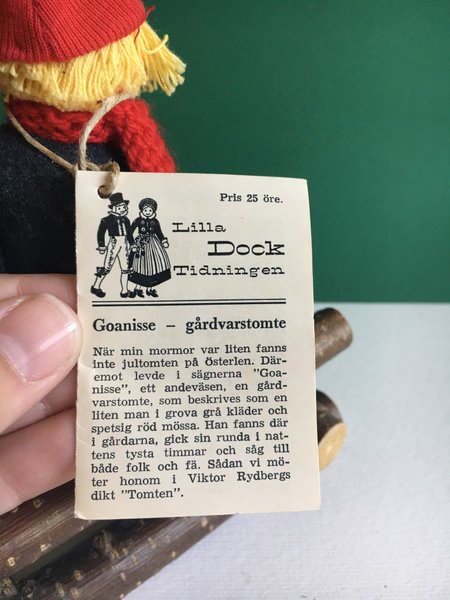 Pris 25 öre.
Lilla
Dock
Tidningen
Goanisse – gårdvarstomte
När min mormor var liten fanns
inte jultomten på Österlen. Där-
emot levde i sägnerna "Goa-
nisse", ett andeväsen, en gård-
varstomte, som beskrives som en
liten man i grova grå kläder och
spetsig röd mössa. Han fanns där
i gårdarna, gick sin runda i nat-
tens tysta timmar och såg till
både folk och fä. Sådan vi mö-
ter honom i Viktor Rydbergs
dikt "Tomten".